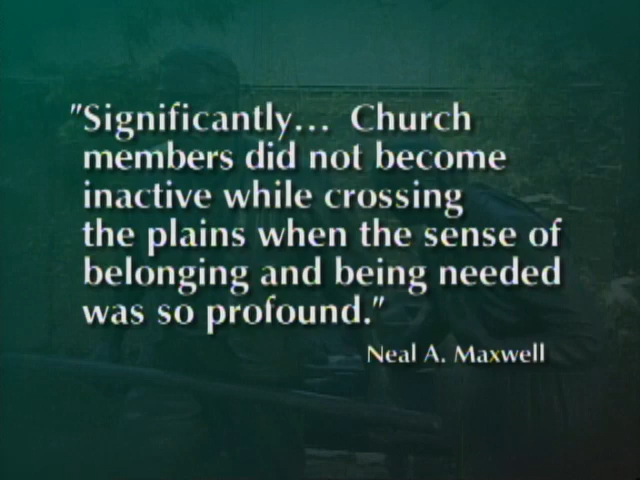 "Significantly... Church
members did not become
inactive while crossing
the plains when the sense of
belonging and being needed
was so profound."
Neal A. Maxwell